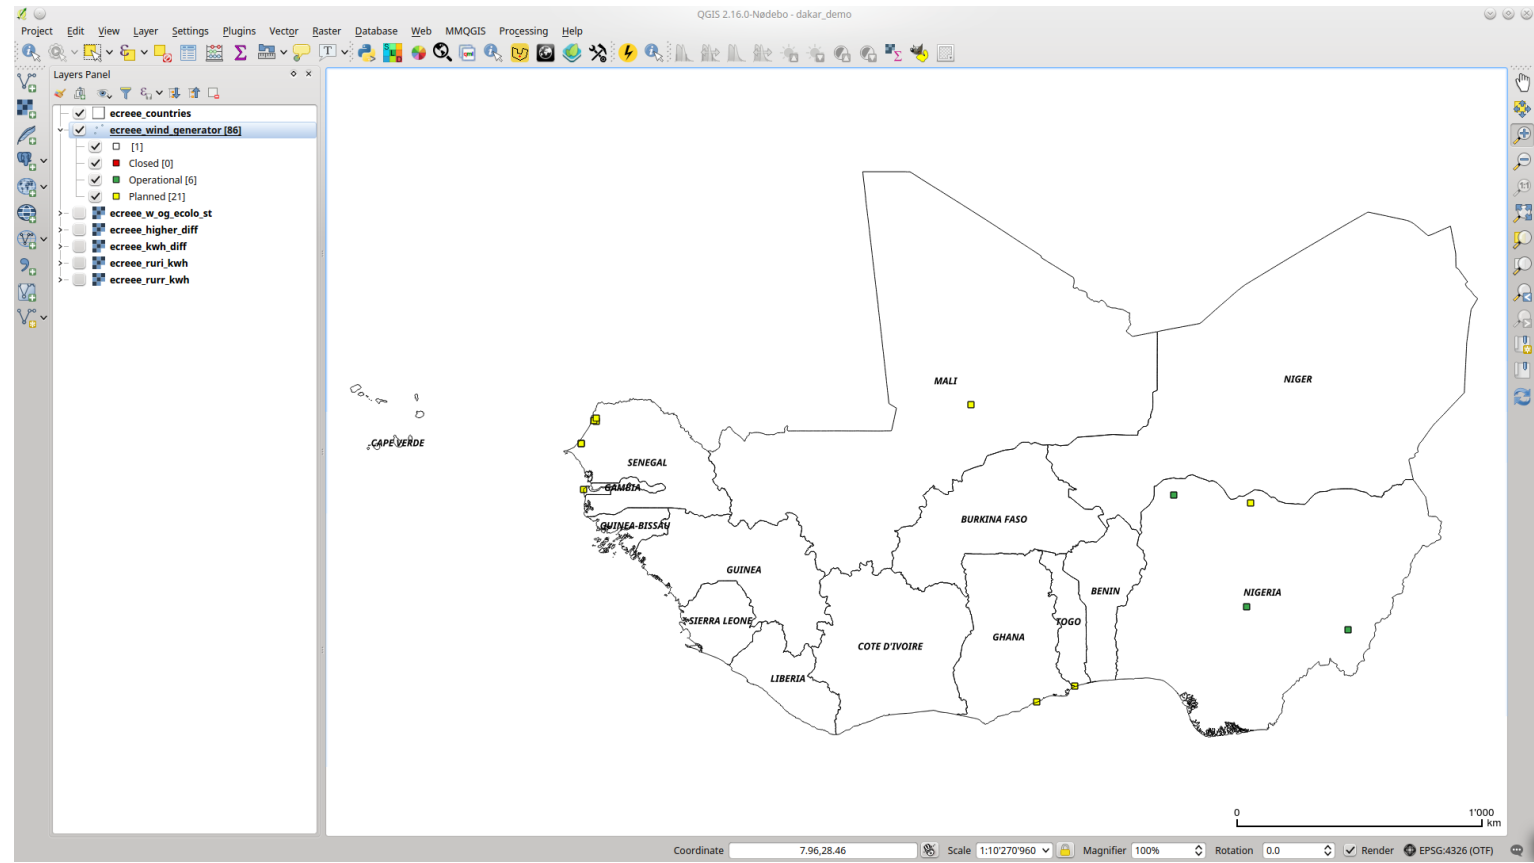 QGIS 2.16.0-Nødebo - dakar_demo
Project Edit View Layer Settings Plugins Vector Raster Database Web MMQGIS Processing Help
Layers Panel
ecreee_countries
ecreee_wind_generator [86]
[1]
Closed [0]
Operational [6]
Planned [21]
ecreee_w_og_ecolo_st
ecreee_higher_diff
ecreee_kwh_diff
ecreee_ruri_kwh
ecreee_rurr_kwh
MALI
NIGER
CAPE VERDE
SENEGAL
GAMBIA
GUINEA-BISSAU
BURKINA FASO
GUINEA
BENIN
NIGERIA
SIERRA LEONE
TOGO
GHANA
COTE D'IVOIRE
LIBERIA
0 1'000
km
Coordinate 7.96,28.46 Scale 1:10'270'960 Magnifier 100% Rotation 0.0 Render EPSG:4326 (OTF)